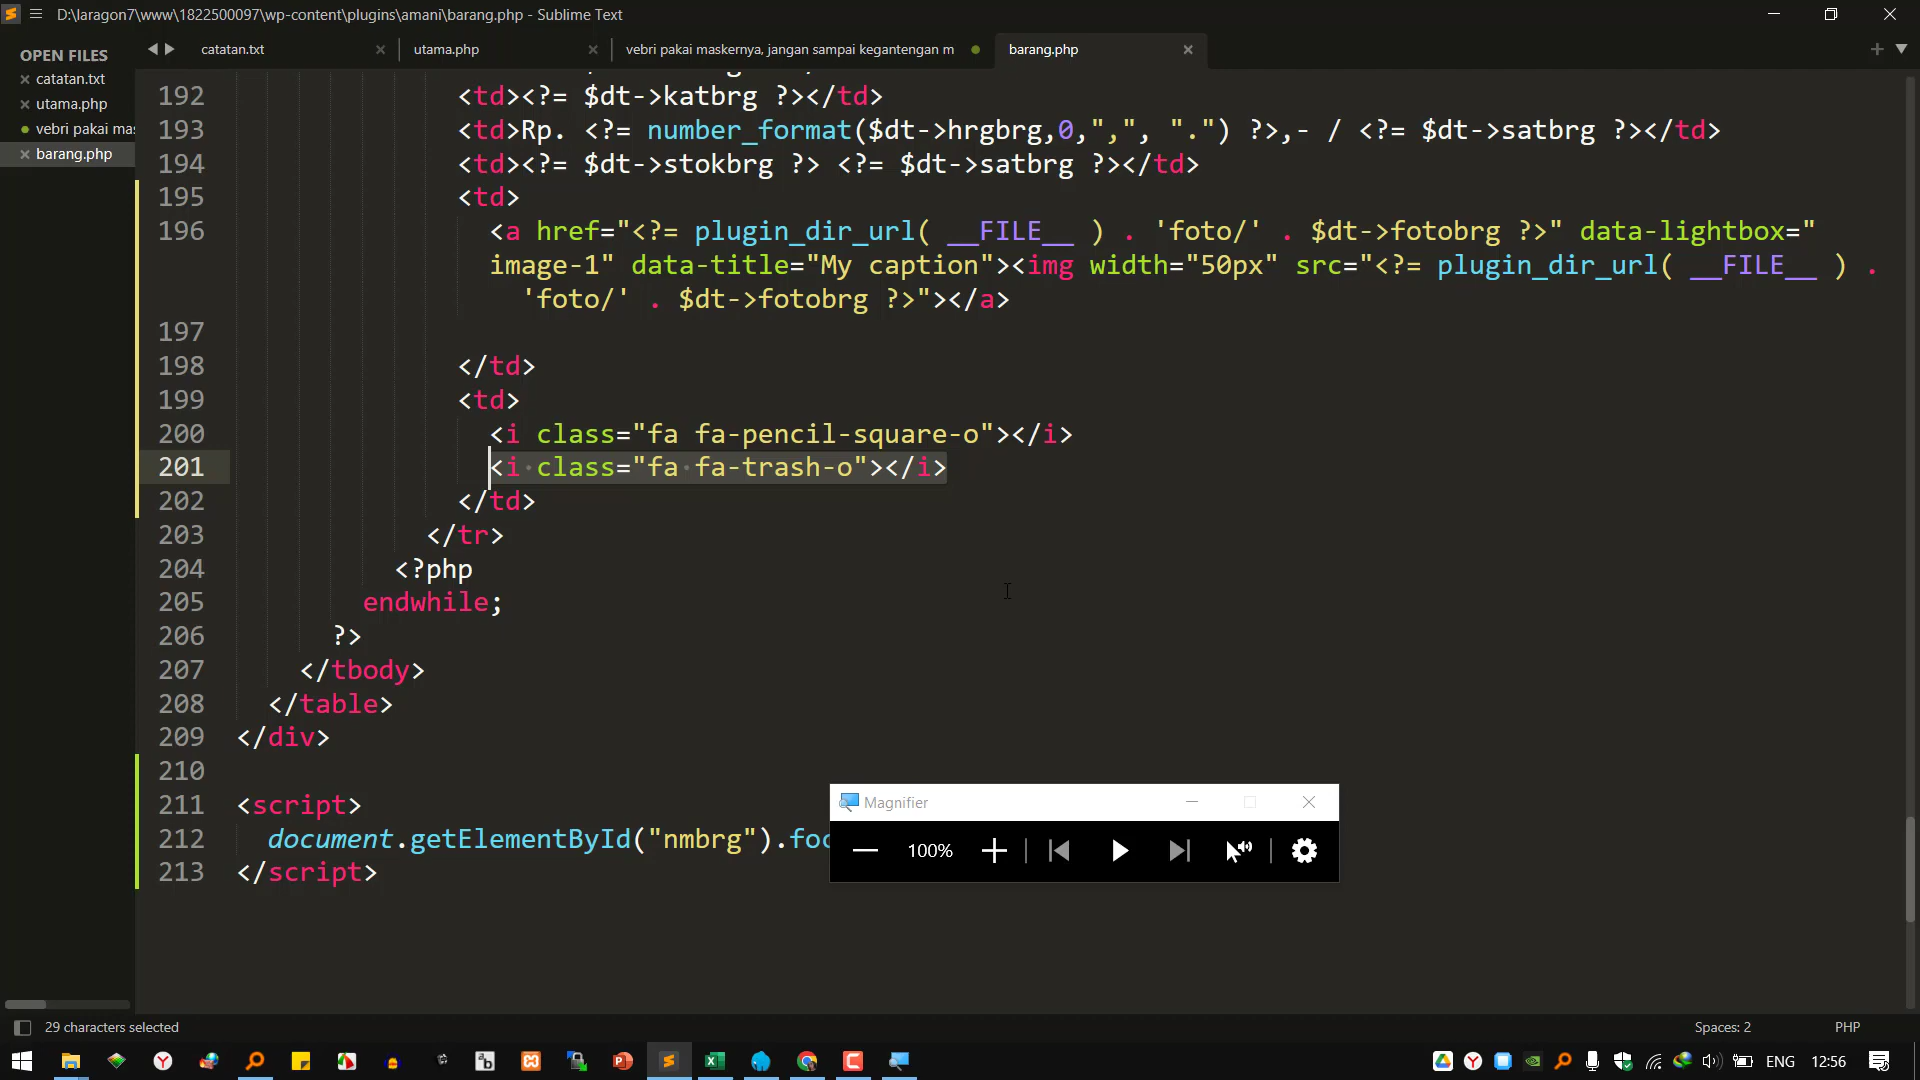 D:\laragon7\www\1822500097\wp-content\plugins\amani\barang.php - Sublime Text
OPEN FILES
catatan.txt
utama.php
vebri pakai mas
barang.php
catatan.txt
utama.php
vebri pakai maskernya, jangan sampai kegantengan m
barang.php
192 <td><?= $dt->katbrg ?></td>
193 <td>Rp. <?= number_format($dt->hrgbrg,0,",", ".") ?>,- / <?= $dt->satbrg ?></td>
194 <td><?= $dt->stokbrg ?> <?= $dt->satbrg ?></td>
195 <td>
196 <a href="<?= plugin_dir_url( __FILE__ ) . 'foto/' . $dt->fotobrg ?>" data-lightbox="
image-1" data-title="My caption"><img width="50px" src="<?= plugin_dir_url( __FILE__ ) .
'foto/' . $dt->fotobrg ?>"></a>
197
198 </td>
199 <td>
200 <i class="fa fa-pencil-square-o"></i>
201 <i class="fa fa-trash-o"></i>
202 </td>
203 </tr>
204 <?php
205 endwhile;
206 ?>
207 </tbody>
208 </table>
209 </div>
210
211 <script>
212 document.getElementById("nmbrg").foc
213 </script>
Magnifier
100%
29 characters selected
Spaces: 2
PHP
ENG
12:56